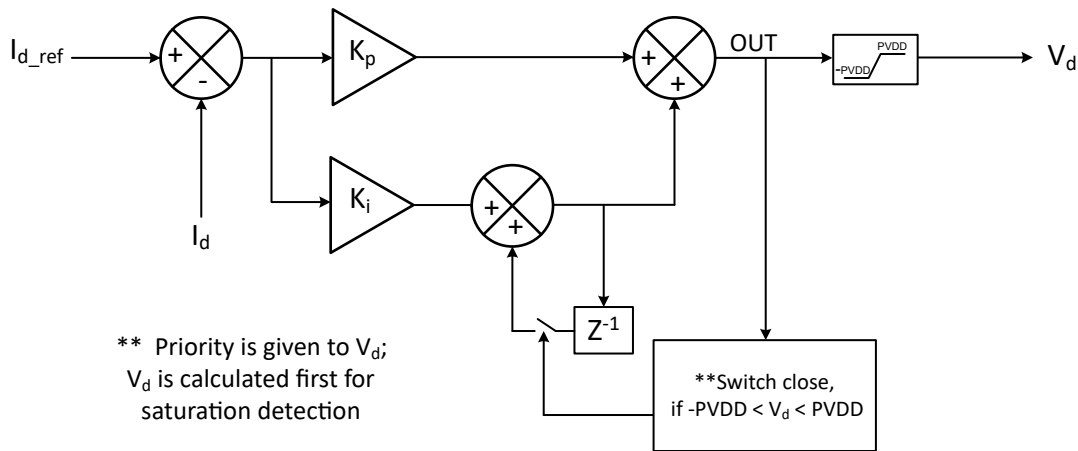 I_d_ref
+
-
K_p
+
+
OUT
-PVDD
PVDD
V_d
I_d
K_i
+
+
Z^-1
** Priority is given to V_d;
V_d is calculated first for
saturation detection
**Switch close,
if -PVDD < V_d < PVDD